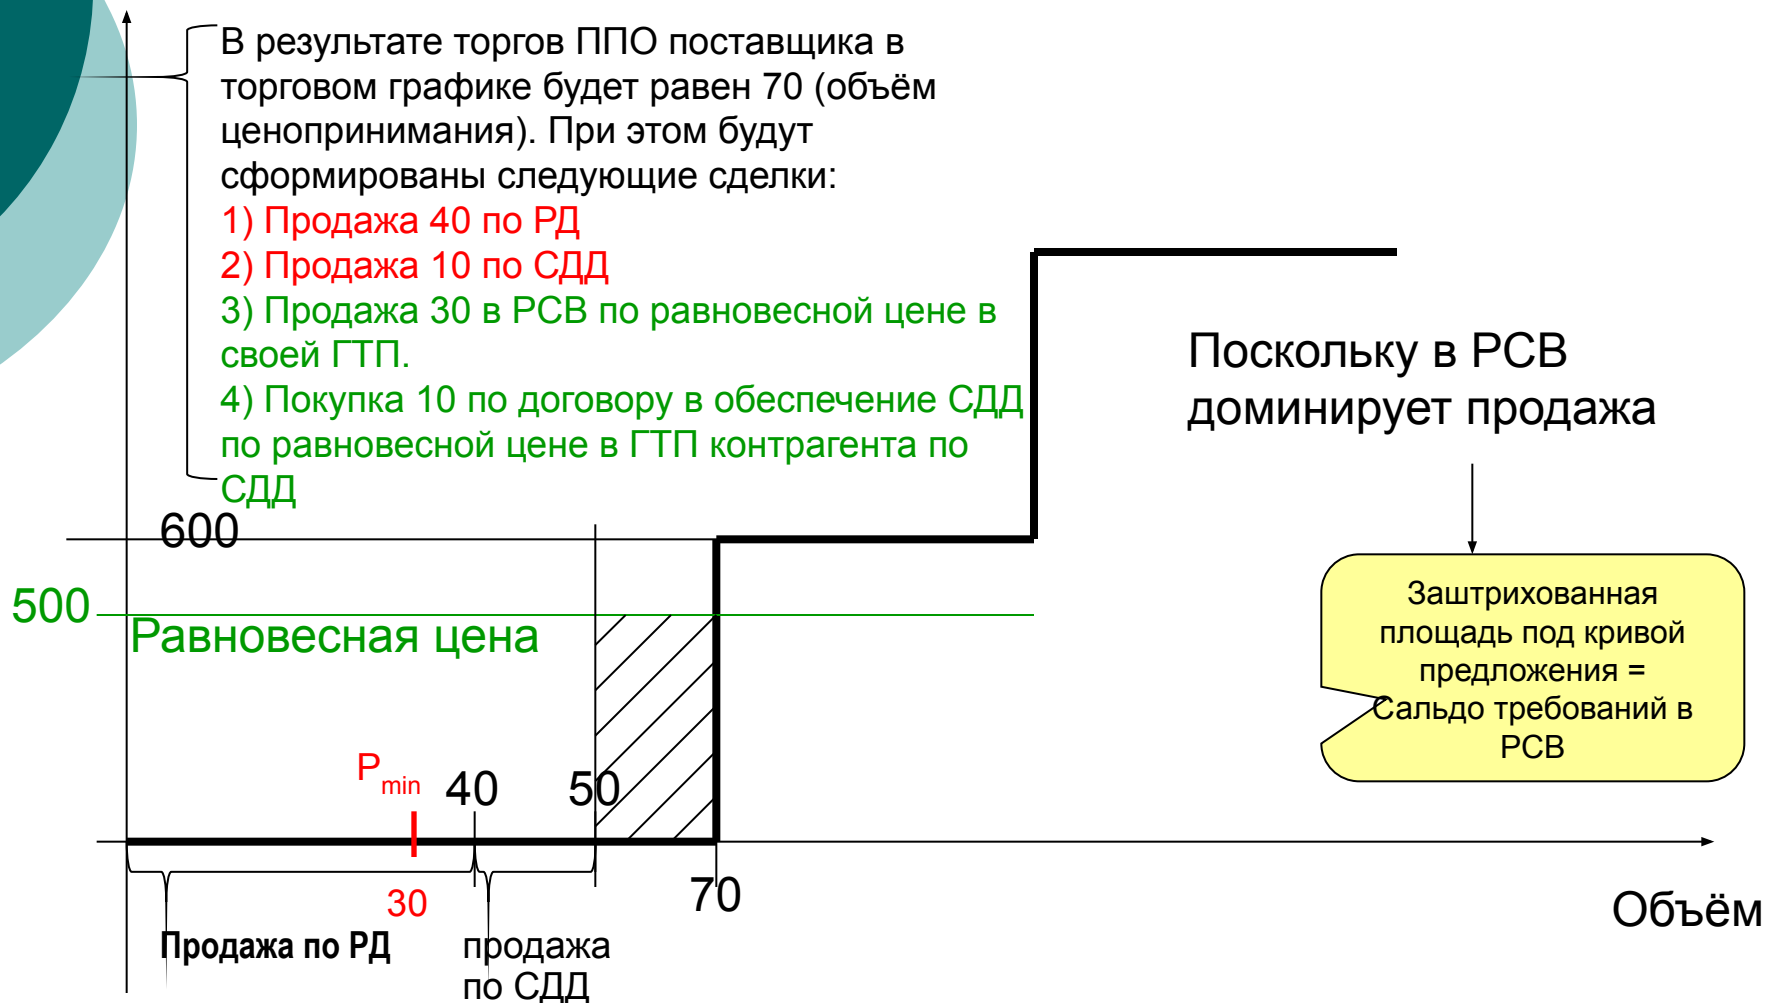 В результате торгов ППО поставщика в
торговом графике будет равен 70 (объём
ценопринимания). При этом будут
сформированы следующие сделки:
1) Продажа 40 по РД
2) Продажа 10 по СДД
3) Продажа 30 в РСВ по равновесной цене в
своей ГТП.
4) Покупка 10 по договору в обеспечение СДД
по равновесной цене в ГТП контрагента по
СДД
Поскольку в РСВ
доминирует продажа
600
500
Равновесная цена
Заштрихованная
площадь под кривой
предложения =
Сальдо требований в
РСВ
Pmin
40
50
30
70
Объём
Продажа по РД
продажа
по СДД